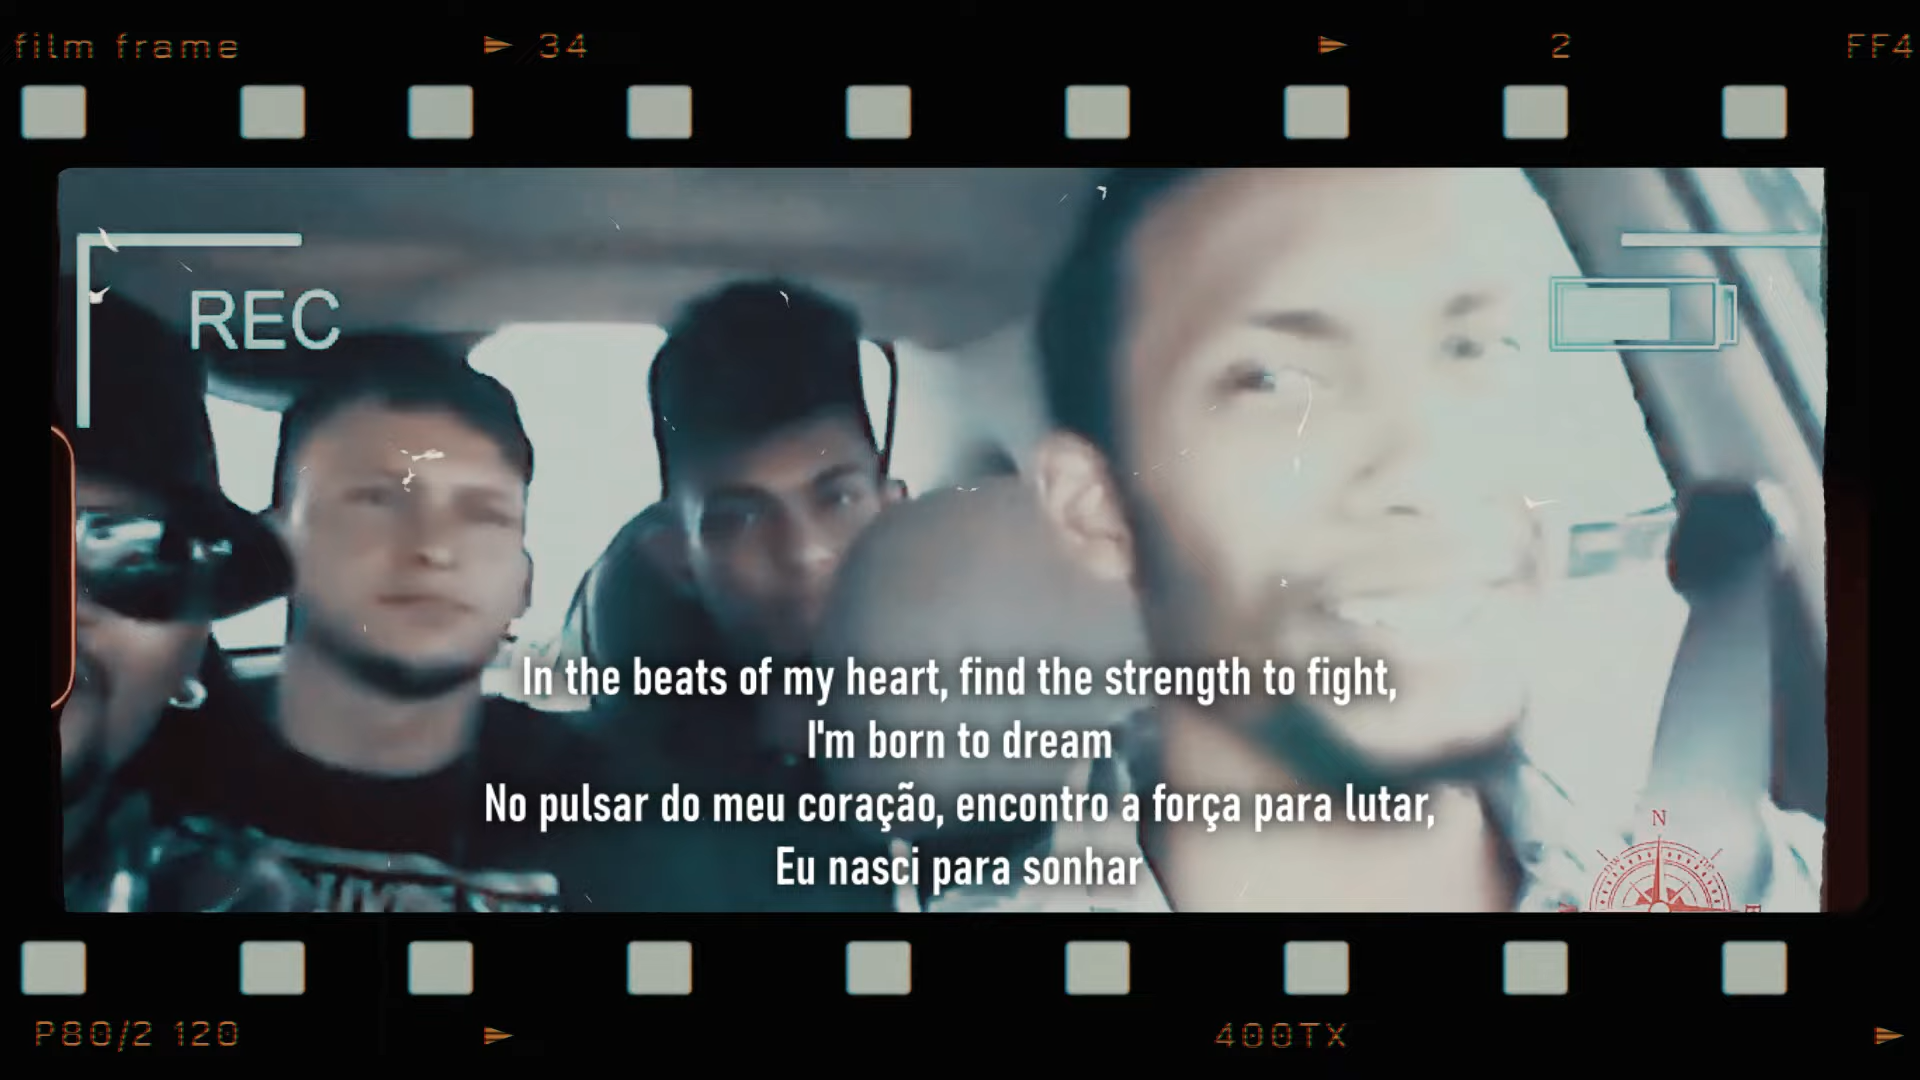 film frame 34 2 FF4
REC
In the beats of my heart, find the strength to fight,
I'm born to dream
No pulsar do meu coração, encontro a força para lutar,
Eu nasci para sonhar
N
P80/2 120 400TX